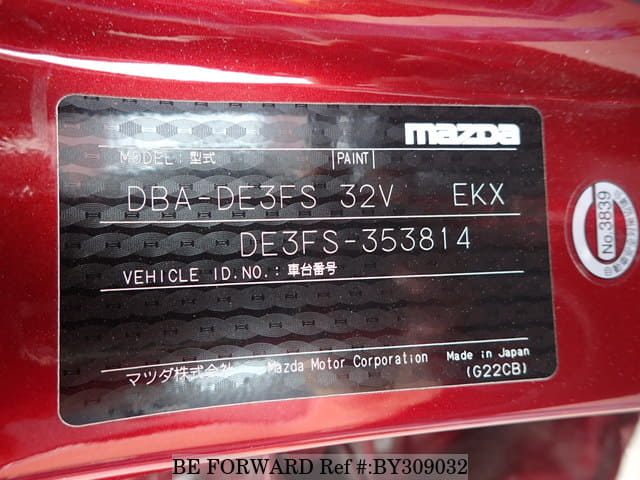 mazda
MODEL:型式 PAINT
DBA-DE3FS 32V EKX
DE3FS-353814
VEHICLE ID.NO.:車台番号
マツダ株式会社 Mazda Motor Corporation Made in Japan
(G22CB)
No.3839
BE FORWARD Ref #:BY309032